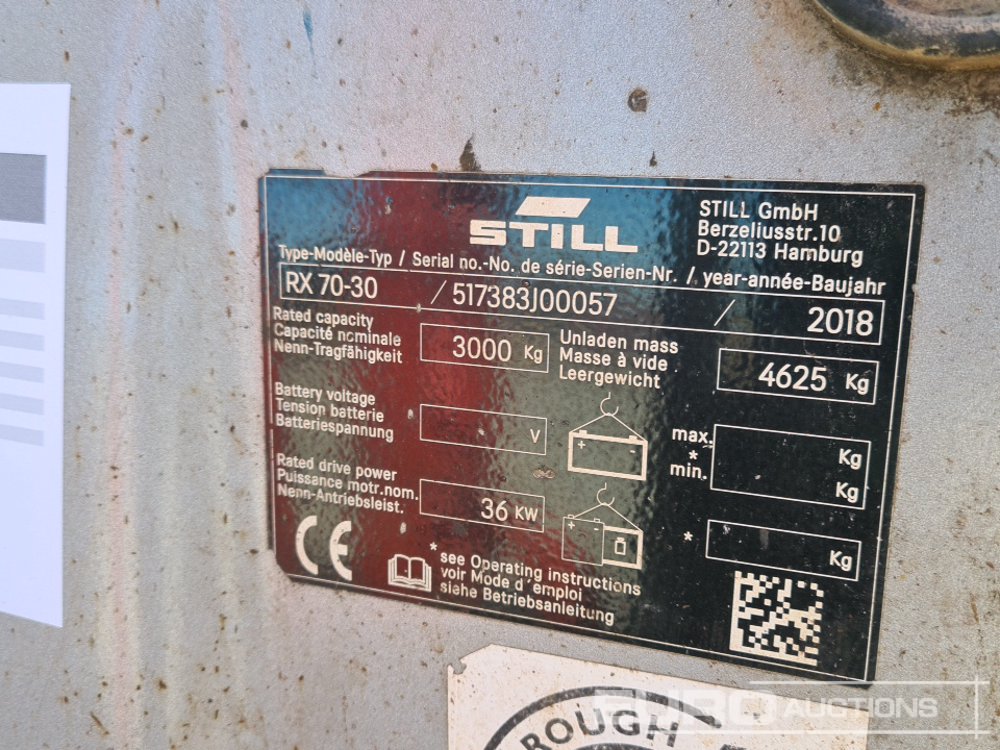 STILL
STILL GmbH
Berzeliusstr.10
D-22113 Hamburg
Type-Modèle-Typ / Serial no.-No. de série-Serien-Nr. / year-année-Baujahr
RX 70-30 / 517383J00057 / 2018
Rated capacity
Capacité nominale
Nenn-Tragfähigkeit
3000 Kg
Unladen mass
Masse à vide
Leergewicht
4625 Kg
Battery voltage
Tension batterie
Batteriespannung
V
+ -
max.
*
min.
Kg
Kg
Rated drive power
Puissance motr.nom.
Nenn-Antriebsleist.
36 KW
+ -
*
Kg
CE
* see Operating instructions
voir Mode d'emploi
siahe Betriebsanleitung
ROUGH
EURO AUCTIONS